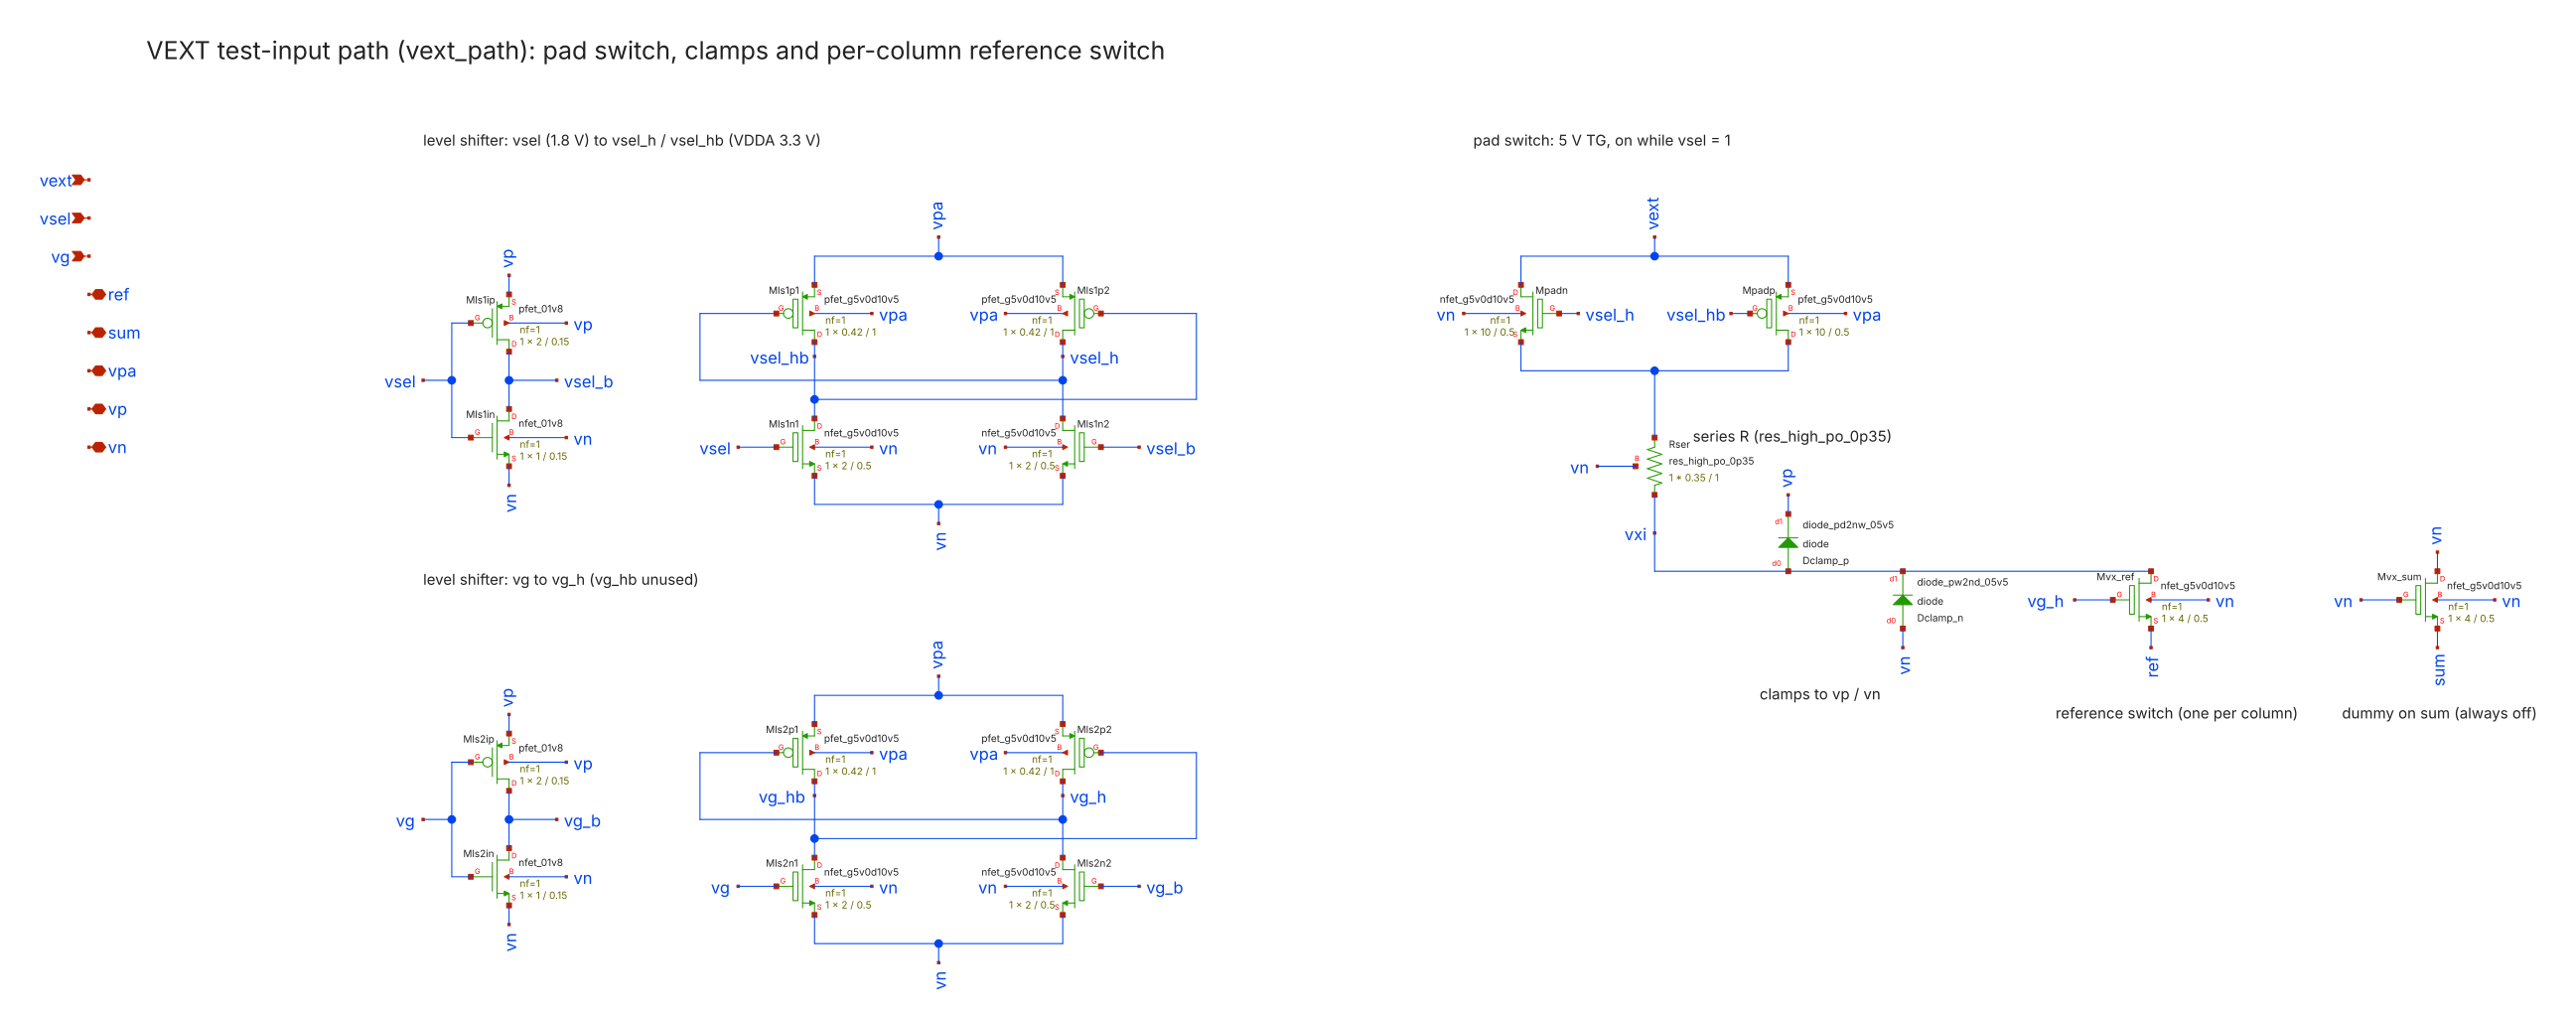 VEXT test-input path (vext_path): pad switch, clamps and per-column reference switch
level shifter: vsel (1.8 V) to vsel_h / vsel_hb (VDDA 3.3 V)
pad switch: 5 V TG, on while vsel = 1
vext
vsel
vg
ref
sum
vpa
vp
vn
vp
Mls1ip
S
pfet_01v8
G
B
vp
nf=1
1 × 2 / 0.15
D
vsel
vsel_b
Mls1in
D
nfet_01v8
G
B
vn
nf=1
1 × 1 / 0.15
S
vn
vpa
Mls1p1
S
pfet_g5v0d10v5
G
B
vpa
nf=1
1 × 0.42 / 1
D
vsel_hb
S
Mls1p2
pfet_g5v0d10v5
vpa
B
G
nf=1
1 × 0.42 / 1
D
vsel_h
Mls1n1
D
nfet_g5v0d10v5
vsel
G
B
vn
nf=1
1 × 2 / 0.5
S
D
Mls1n2
nfet_g5v0d10v5
vn
B
G
vsel_b
nf=1
1 × 2 / 0.5
S
vn
vext
D
Mpadn
nfet_g5v0d10v5
vn
B
G
vsel_h
nf=1
1 × 10 / 0.5
S
Mpadp
S
pfet_g5v0d10v5
vsel_hb
G
B
vpa
nf=1
1 × 10 / 0.5
D
series R (res_high_po_0p35)
Rser
vn
B
res_high_po_0p35
1 * 0.35 / 1
vxi
vp
d1
diode_pd2nw_05v5
diode
d0
Dclamp_p
d1
diode_pw2nd_05v5
diode
d0
Dclamp_n
vn
clamps to vp / vn
Mvx_ref
D
nfet_g5v0d10v5
vg_h
G
B
vn
nf=1
1 × 4 / 0.5
S
ref
reference switch (one per column)
vn
Mvx_sum
D
nfet_g5v0d10v5
vn
G
B
vn
nf=1
1 × 4 / 0.5
S
sum
dummy on sum (always off)
level shifter: vg to vg_h (vg_hb unused)
vp
Mls2ip
S
pfet_01v8
G
B
vp
nf=1
1 × 2 / 0.15
D
vg
vg_b
Mls2in
D
nfet_01v8
G
B
vn
nf=1
1 × 1 / 0.15
S
vn
vpa
Mls2p1
S
pfet_g5v0d10v5
G
B
vpa
nf=1
1 × 0.42 / 1
D
vg_hb
S
Mls2p2
pfet_g5v0d10v5
vpa
B
G
nf=1
1 × 0.42 / 1
D
vg_h
Mls2n1
D
nfet_g5v0d10v5
vg
G
B
vn
nf=1
1 × 2 / 0.5
S
D
Mls2n2
nfet_g5v0d10v5
vn
B
G
vg_b
nf=1
1 × 2 / 0.5
S
vn